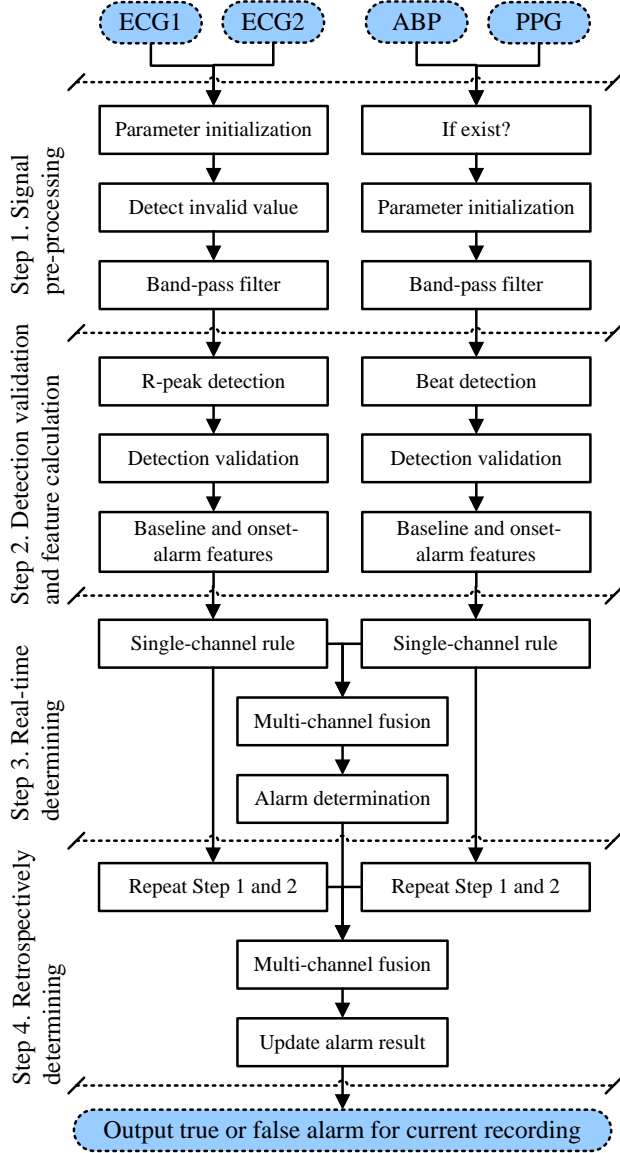 ECG1
ECG2
ABP
PPG
Step 1. Signal
pre-processing
Parameter initialization
If exist?
Detect invalid value
Parameter initialization
Band-pass filter
Band-pass filter
Step 2. Detection validation
and feature calculation
R-peak detection
Beat detection
Detection validation
Detection validation
Baseline and onset-
alarm features
Baseline and onset-
alarm features
Step 3. Real-time
determining
Single-channel rule
Single-channel rule
Multi-channel fusion
Alarm determination
Step 4. Retrospectively
determining
Repeat Step 1 and 2
Repeat Step 1 and 2
Multi-channel fusion
Update alarm result
Output true or false alarm for current recording